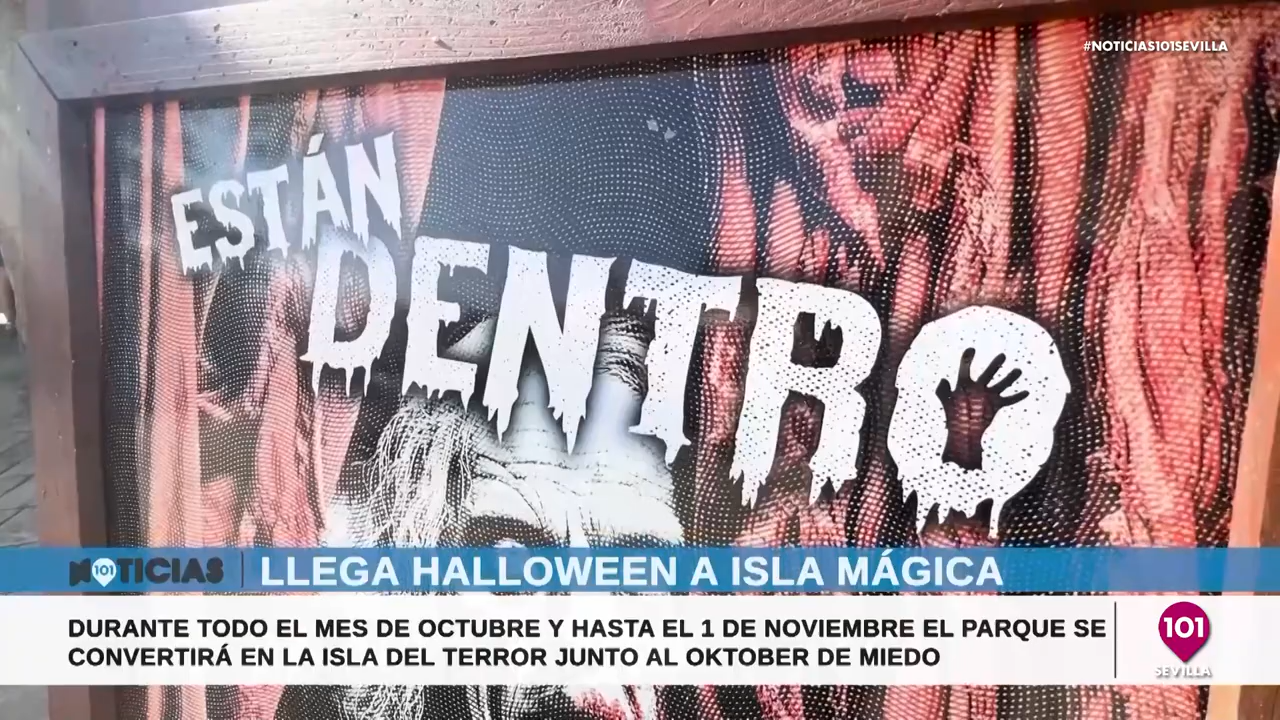 #NOTICIAS101SEVILLA
ESTÁN
DENTRO
NOTICIAS
101
LLEGA HALLOWEEN A ISLA MÁGICA
DURANTE TODO EL MES DE OCTUBRE Y HASTA EL 1 DE NOVIEMBRE EL PARQUE SE
CONVERTIRÁ EN LA ISLA DEL TERROR JUNTO AL OKTOBER DE MIEDO
101
SEVILLA